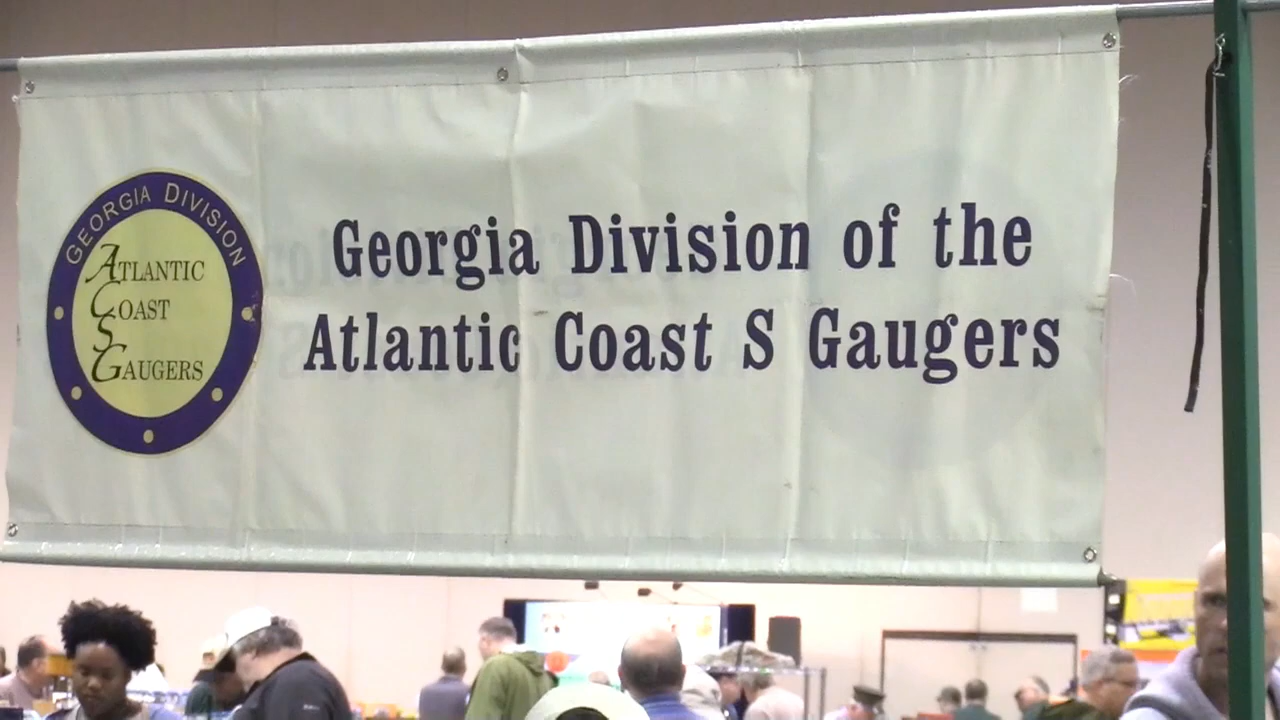 GEORGIA DIVISION
ATLANTIC
COAST
S
GAUGERS
Georgia Division of the
Atlantic Coast S Gaugers